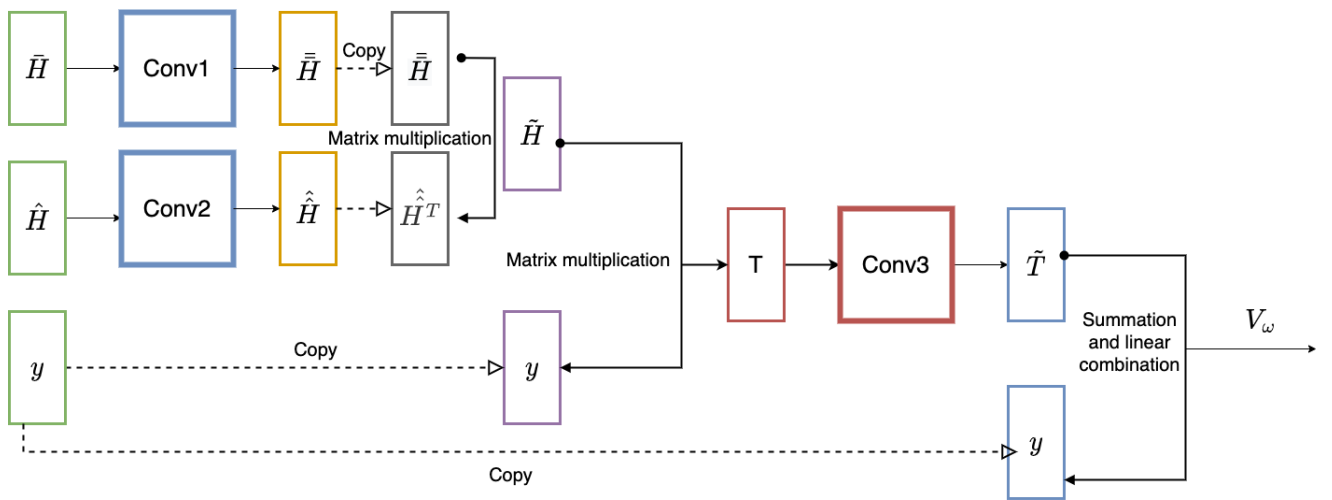 H̄
Conv1
H̄̄
Copy
H̄̄
Matrix multiplication
H̃
Ĥ
Conv2
Ĥ̂
Ĥ̂ᵀ
Matrix multiplication
T
Conv3
T̃
y
Copy
y
Summation
and linear
combination
V_ω
y
Copy